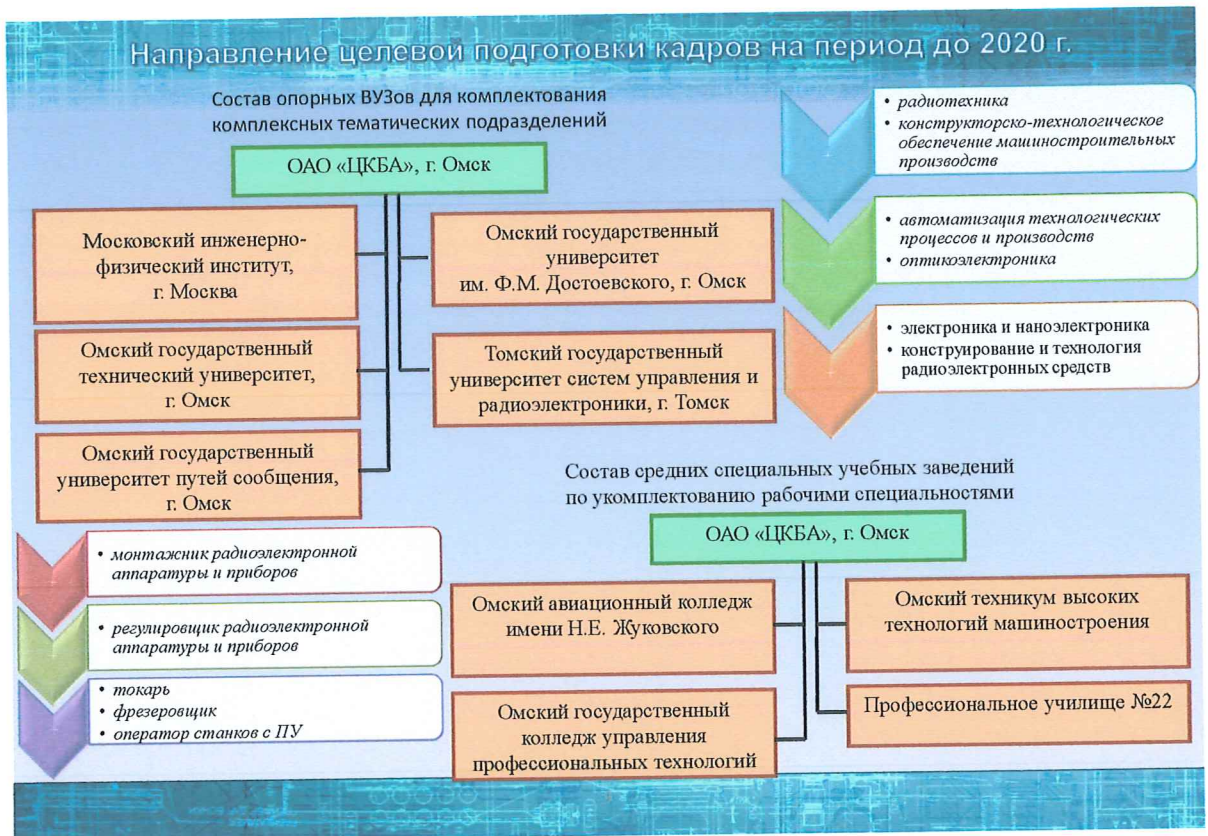 Направление целевой подготовки кадров на период до 2020 г.
Состав опорных ВУЗов для комплектования
комплексных тематических подразделений
ОАО «ЦКБА», г. Омск
Московский инженерно-
физический институт,
г. Москва
Омский государственный
университет
им. Ф.М. Достоевского, г. Омск
Омский государственный
технический университет,
г. Омск
Томский государственный
университет систем управления и
радиоэлектроники, г. Томск
Омский государственный
университет путей сообщения,
г. Омск
• радиотехника
• конструкторско-технологическое
обеспечение машиностроительных
производств
• автоматизация технологических
процессов и производств
• оптикоэлектроника
• электроника и наноэлектроника
• конструирование и технология
радиоэлектронных средств
Состав средних специальных учебных заведений
по укомплектованию рабочими специальностями
ОАО «ЦКБА», г. Омск
• монтажник радиоэлектронной
аппаратуры и приборов
• регулировщик радиоэлектронной
аппаратуры и приборов
• токарь
• фрезеровщик
• оператор станков с ПУ
Омский авиационный колледж
имени Н.Е. Жуковского
Омский техникум высоких
технологий машиностроения
Омский государственный
колледж управления
профессиональных технологий
Профессиональное училище №22